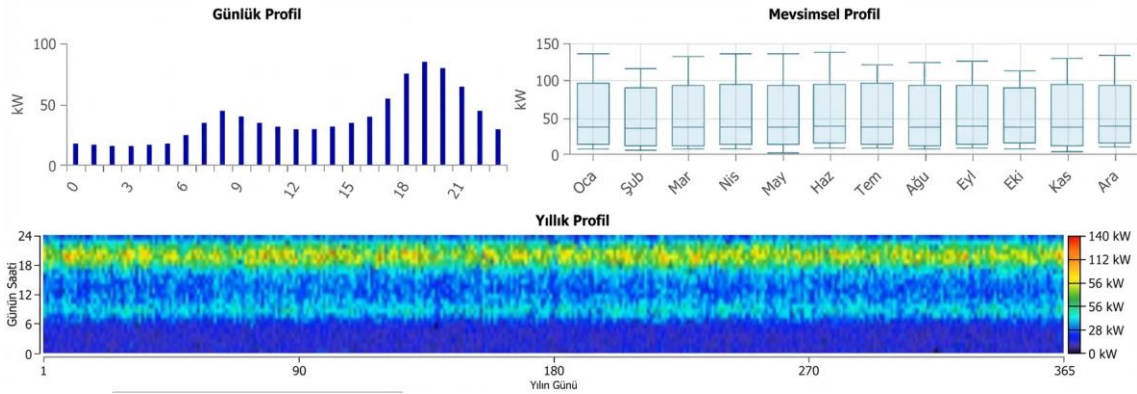 Günlük Profil
100
50
0
kW
0 3 6 9 12 15 18 21
Mevsimsel Profil
150
100
50
0
kW
Oca Şub Mar Nis May Haz Tem Ağu Eyl Eki Kas Ara
Yıllık Profil
24
18
12
6
0
Günün Saati
1 90 180 270 365
Yılın Günü
140 kW
112 kW
56 kW
56 kW
28 kW
0 kW